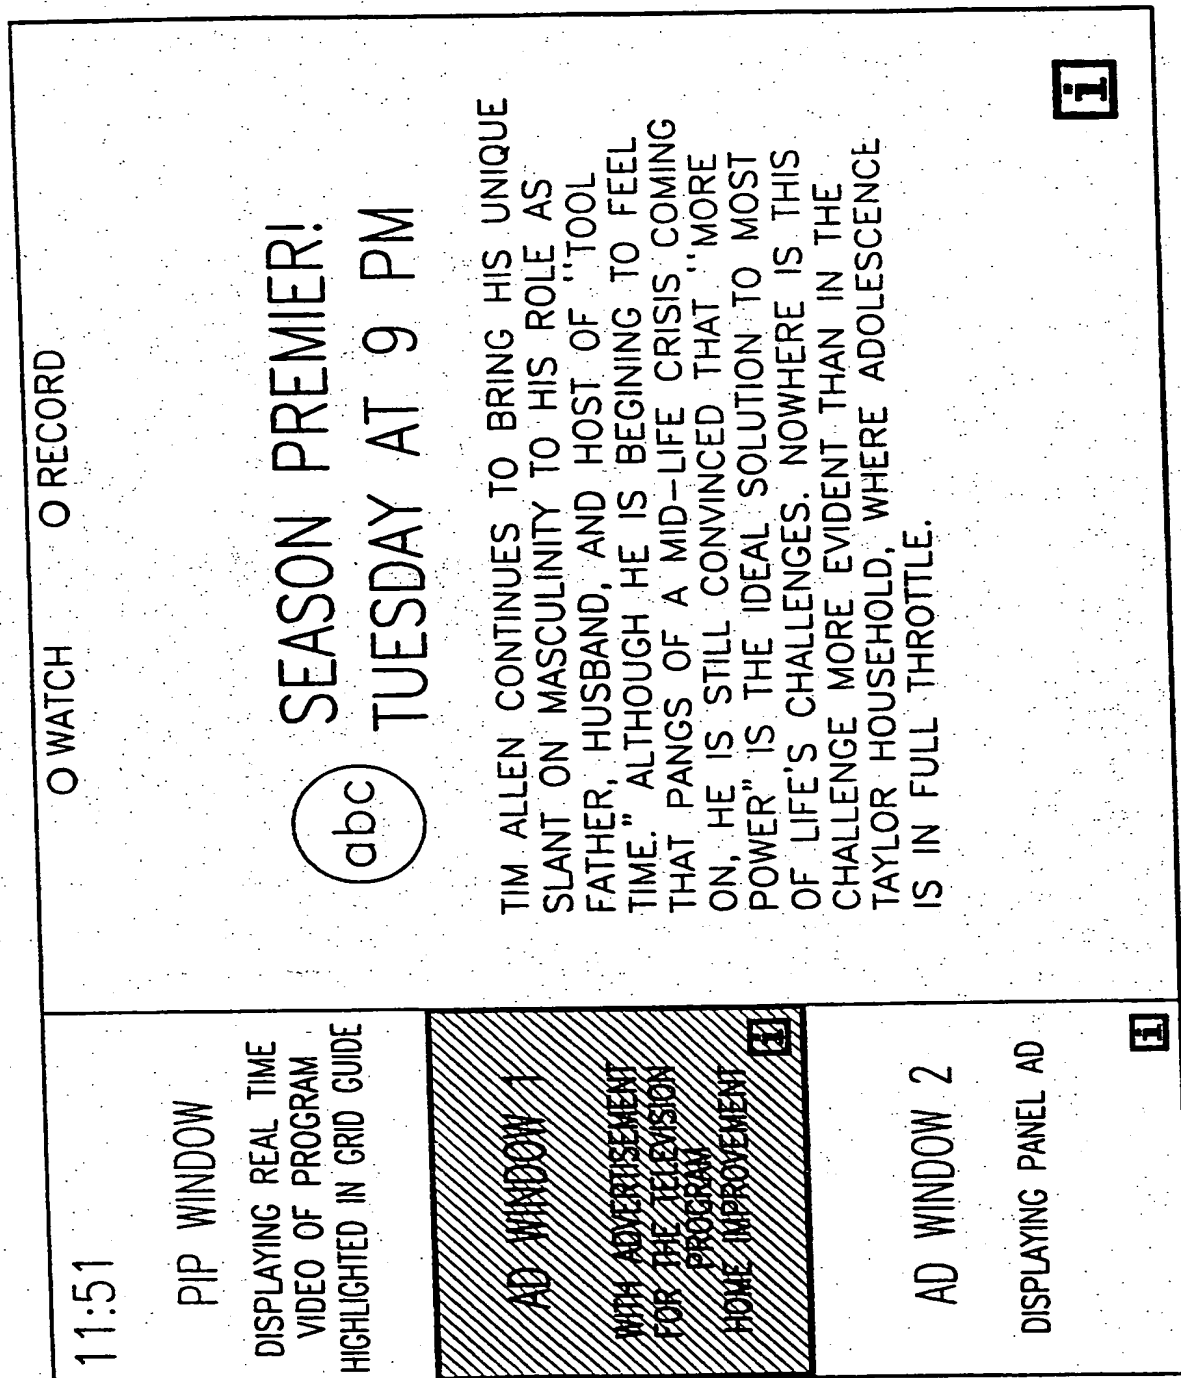 11:51
PIP WINDOW
DISPLAYING REAL TIME
VIDEO OF PROGRAM
HIGHLIGHTED IN GRID GUIDE
AD WINDOW 1
WITH ADVERTISEMENT
FOR THE TELEVISION
PROGRAM
HOME IMPROVEMENT
i
AD WINDOW 2
DISPLAYING PANEL AD
i
O WATCH O RECORD
abc
SEASON PREMIER!
TUESDAY AT 9 PM
TIM ALLEN CONTINUES TO BRING HIS UNIQUE
SLANT ON MASCULINITY TO HIS ROLE AS
FATHER, HUSBAND, AND HOST OF "TOOL
TIME." ALTHOUGH HE IS BEGINING TO FEEL
THAT PANGS OF A MID-LIFE CRISIS COMING
ON, HE IS STILL CONVINCED THAT "MORE
POWER" IS THE IDEAL SOLUTION TO MOST
OF LIFE'S CHALLENGES. NOWHERE IS THIS
CHALLENGE MORE EVIDENT THAN IN THE
TAYLOR HOUSEHOLD, WHERE ADOLESCENCE
IS IN FULL THROTTLE.
i